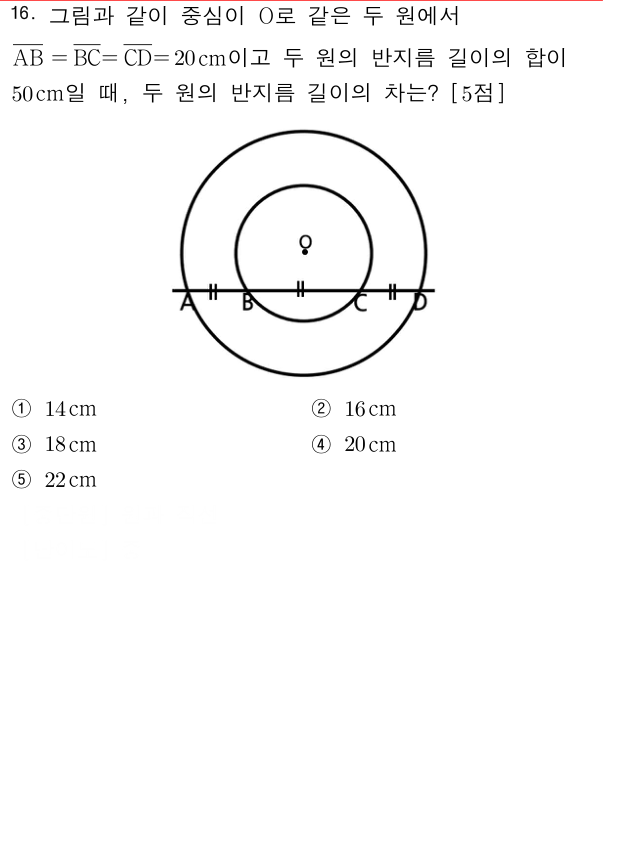 16. 그림과 같이 중심이 O로 같은 두 원에서
AB = BC= CD= 20cm이고 두 원의 반지름 길이의 합이
50cm일 때, 두 원의 반지름 길이의 차는? [5점]
O
A B C D
① 14cm ② 16cm
③ 18cm ④ 20cm
⑤ 22cm